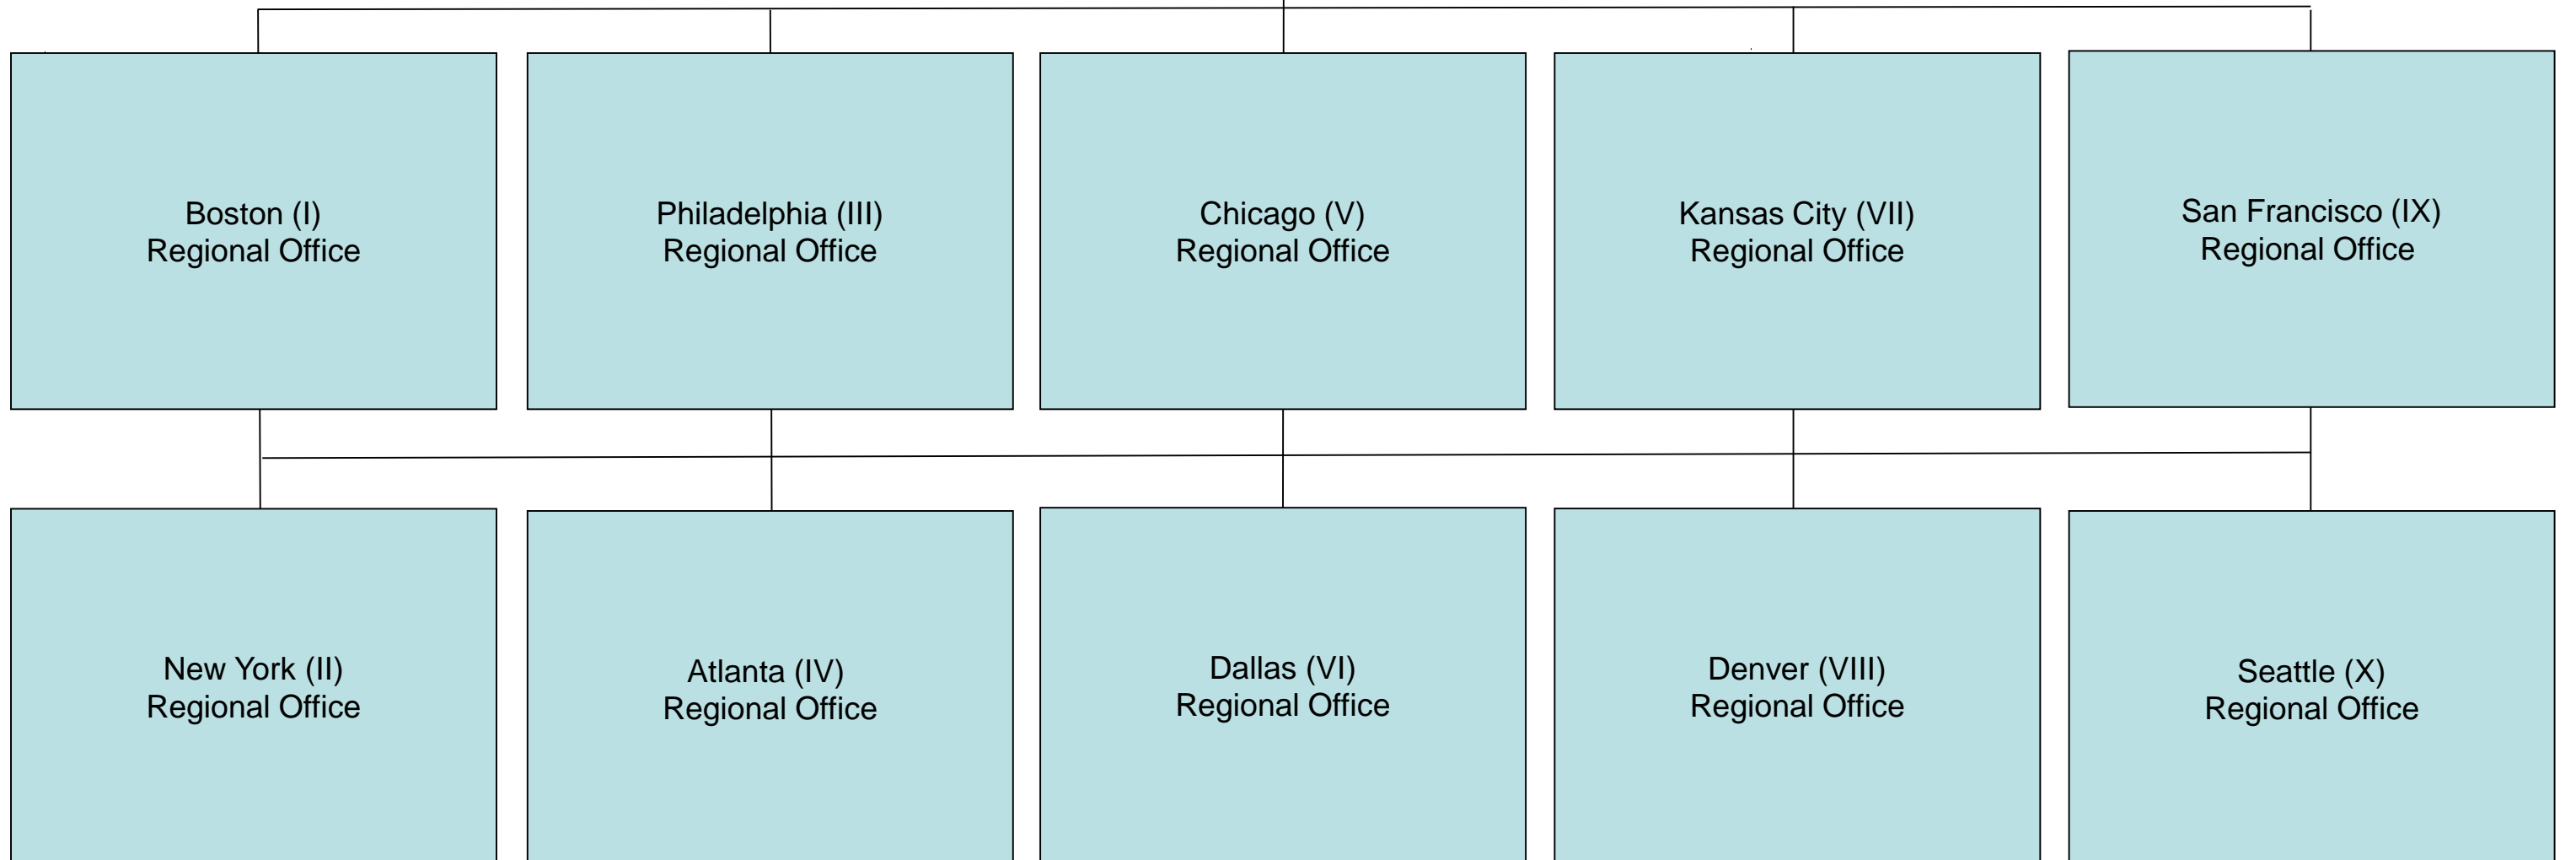 Boston (I)
Regional Office
Philadelphia (III)
Regional Office
Chicago (V)
Regional Office
Kansas City (VII)
Regional Office
San Francisco (IX)
Regional Office
New York (II)
Regional Office
Atlanta (IV)
Regional Office
Dallas (VI)
Regional Office
Denver (VIII)
Regional Office
Seattle (X)
Regional Office